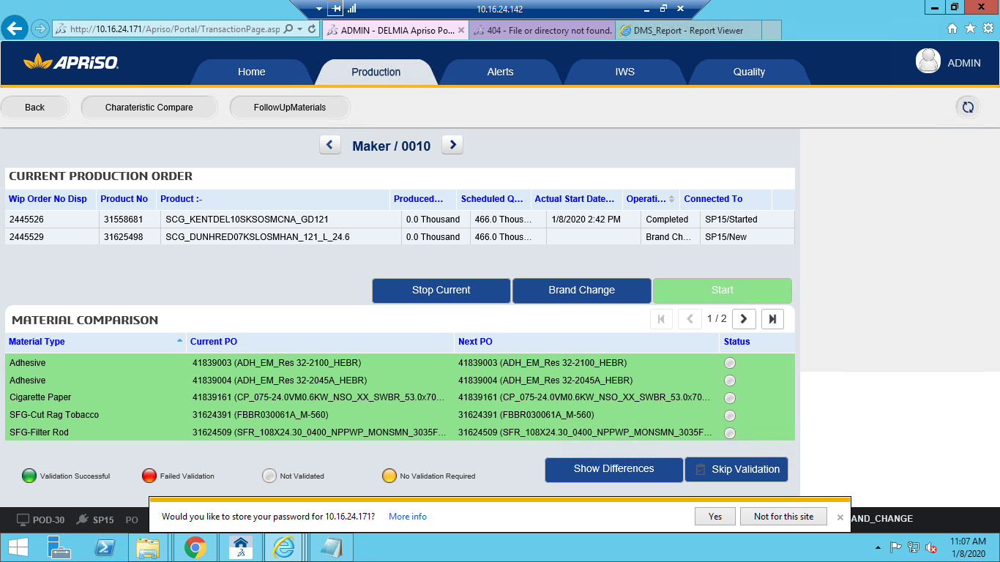 10.16.24.142
http://10.16.24.171/Apriso/Portal/TransactionPage.asp
ADMIN - DELMIA Apriso Po...
404 - File or directory not found.
DMS_Report - Report Viewer
APRISO
Home
Production
Alerts
IWS
Quality
ADMIN
Back
Charateristic Compare
FollowUpMaterials
Maker / 0010
CURRENT PRODUCTION ORDER
Wip Order No Disp Product No Product :- Produced... Scheduled Q... Actual Start Date... Operati... Connected To
2445526 31558681 SCG_KENTDEL10SKSOSMCNA_GD121 0.0 Thousand 466.0 Thous... 1/8/2020 2:42 PM Completed SP15/Started
2445529 31625498 SCG_DUNHRED07KSLOSMHAN_121_L_24.6 0.0 Thousand 466.0 Thous... Brand Ch... SP15/New
Stop Current
Brand Change
Start
MATERIAL COMPARISON
1 / 2
Material Type Current PO Next PO Status
Adhesive 41839003 (ADH_EM_Res 32-2100_HEBR) 41839003 (ADH_EM_Res 32-2100_HEBR)
Adhesive 41839004 (ADH_EM_Res 32-2045A_HEBR) 41839004 (ADH_EM_Res 32-2045A_HEBR)
Cigarette Paper 41839161 (CP_075-24.0VM0.6KW_NSO_XX_SWBR_53.0x70... 41839161 (CP_075-24.0VM0.6KW_NSO_XX_SWBR_53.0x70...
SFG-Cut Rag Tobacco 31624391 (FBBR030061A_M-560) 31624391 (FBBR030061A_M-560)
SFG-Filter Rod 31624509 (SFR_108X24.30_0400_NPPWP_MONSMN_3035F... 31624509 (SFR_108X24.30_0400_NPPWP_MONSMN_3035F...
Validation Successful
Failed Validation
Not Validated
No Validation Required
Show Differences
Skip Validation
POD-30
SP15
PO
AND_CHANGE
Would you like to store your password for 10.16.24.171? More info
Yes
Not for this site
11:07 AM
1/8/2020